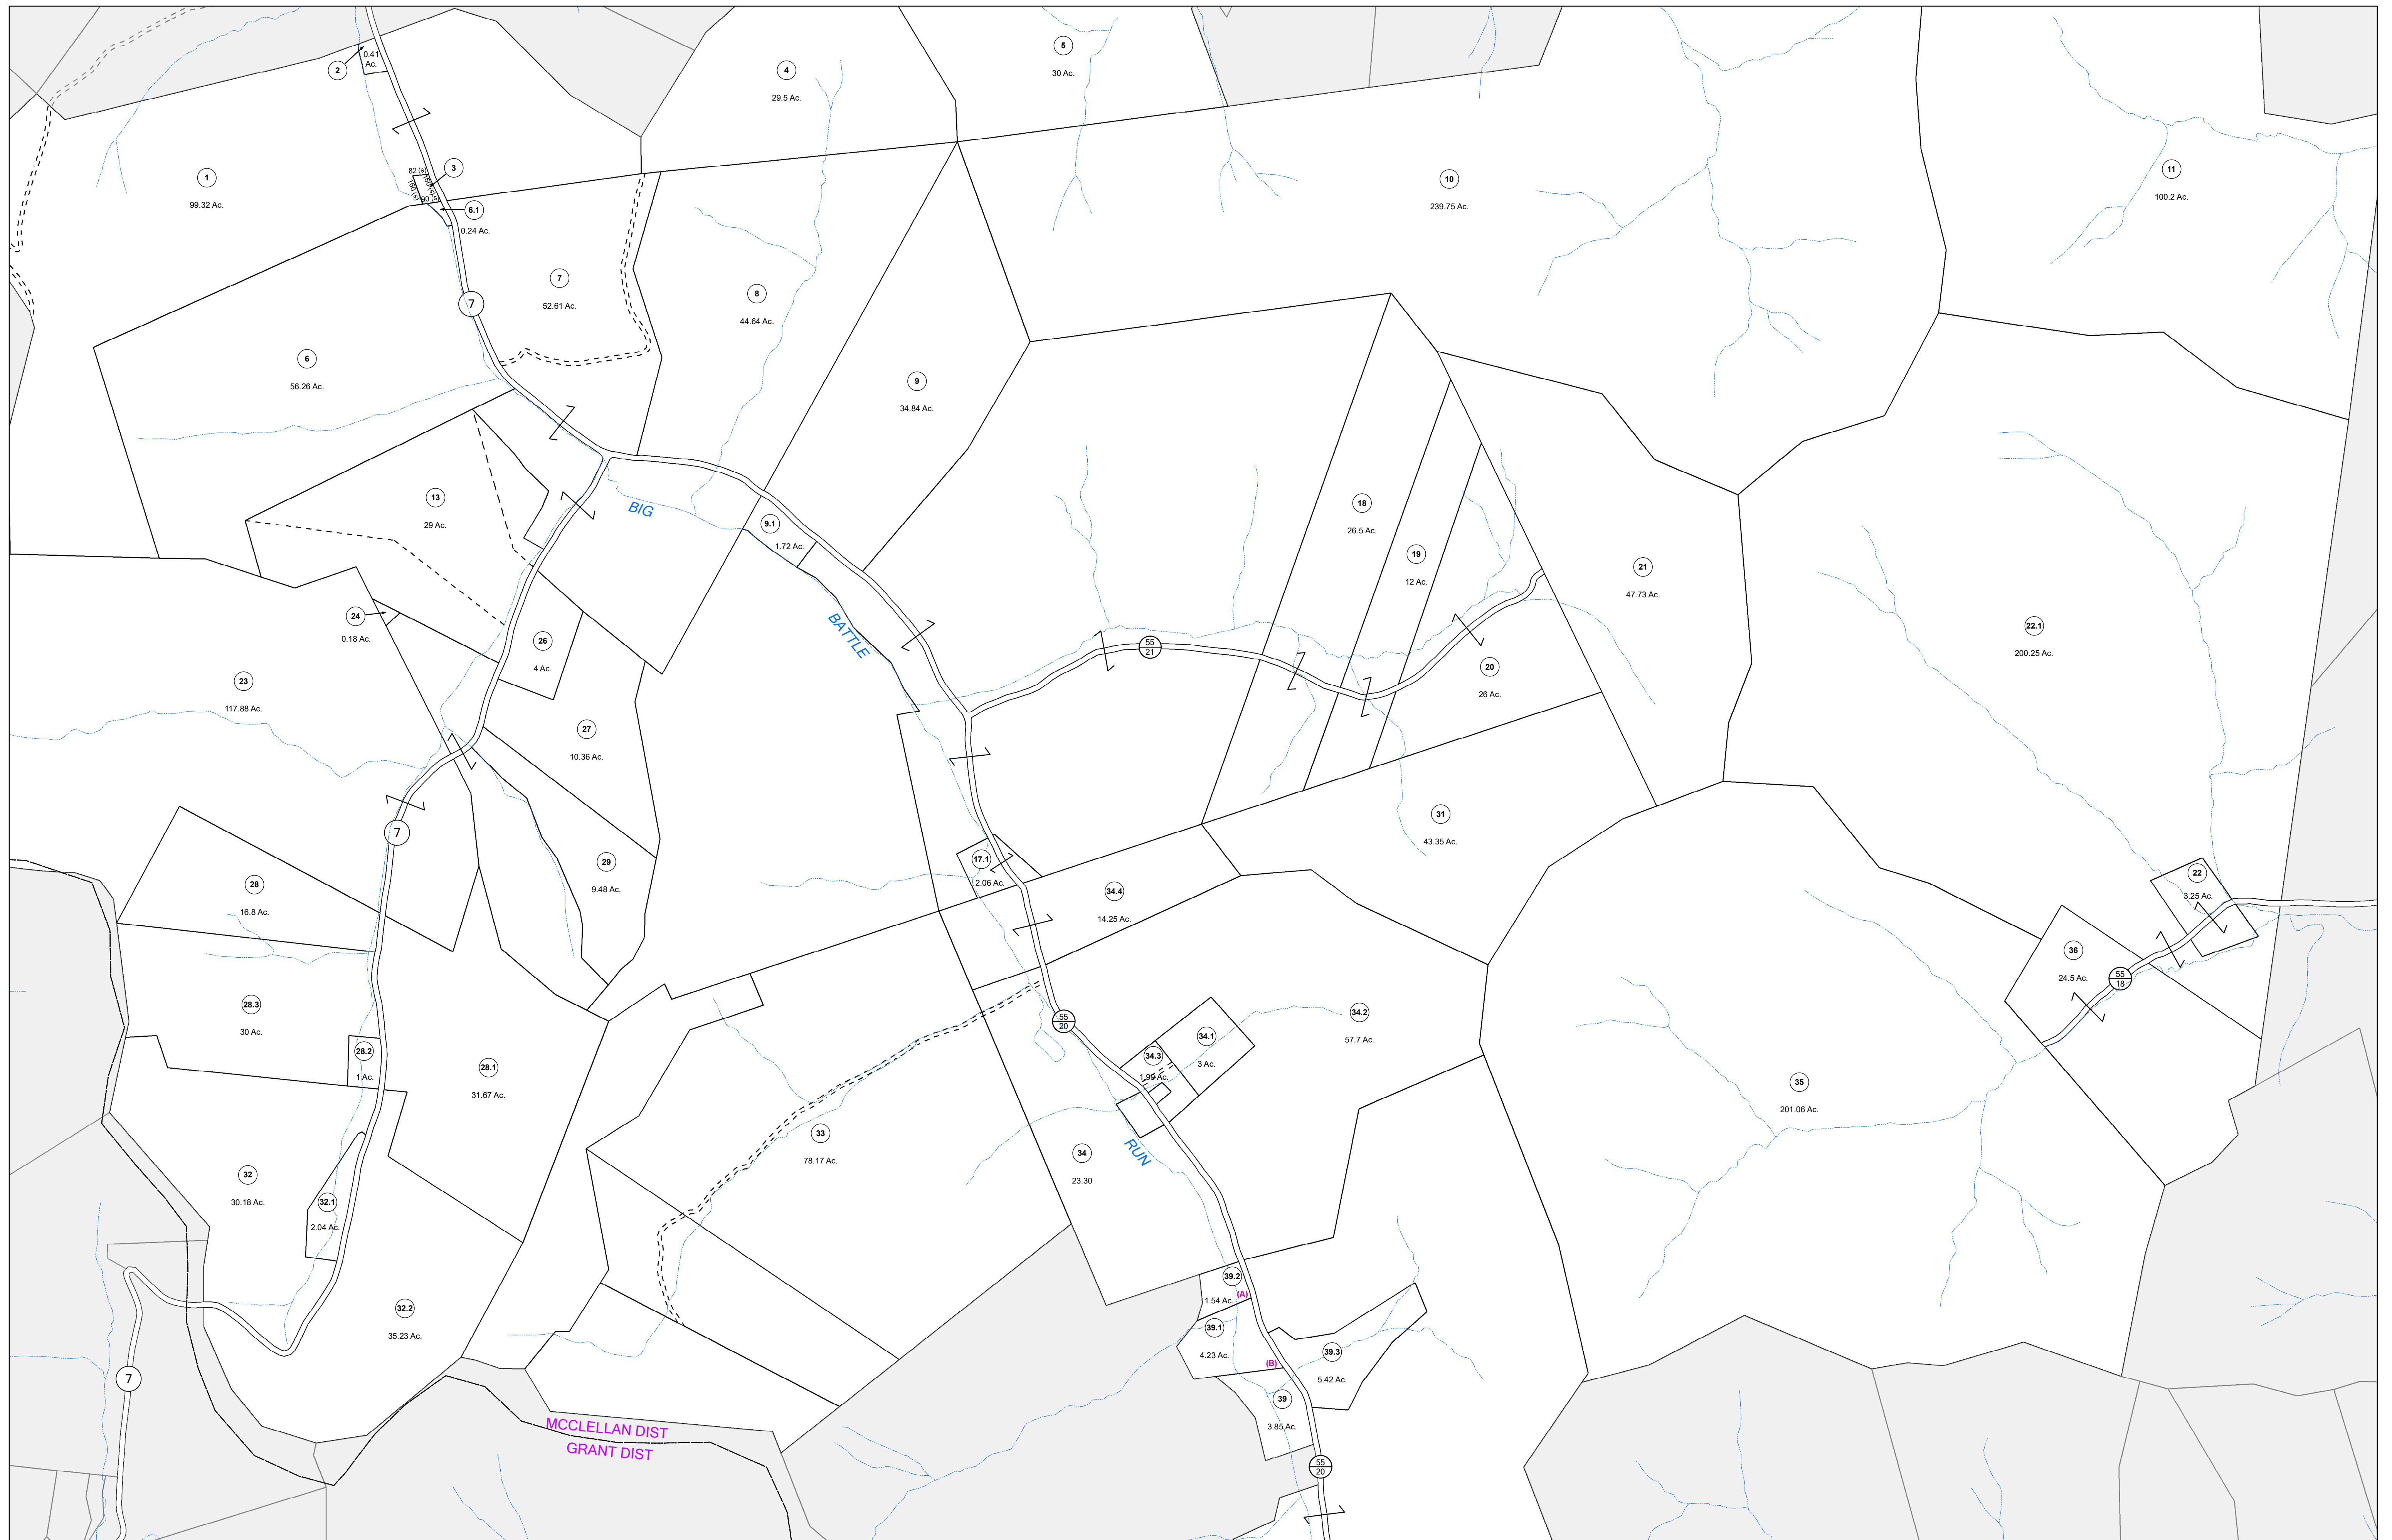 5
30 Ac.
0.41
Ac.
2
4
29.5 Ac.
3
82 (s)
160 (s)
160 (s)
90 (s)
1
99.32 Ac.
10
239.75 Ac.
11
100.2 Ac.
6.1
0.24 Ac.
7
52.61 Ac.
8
44.64 Ac.
7
6
56.26 Ac.
9
34.84 Ac.
13
29 Ac.
BIG
9.1
1.72 Ac.
18
26.5 Ac.
19
12 Ac.
21
47.73 Ac.
24
0.18 Ac.
26
4 Ac.
BATTLE
55
21
22.1
200.25 Ac.
20
26 Ac.
23
117.88 Ac.
27
10.36 Ac.
7
31
43.35 Ac.
17.1
2.06 Ac.
29
9.48 Ac.
28
16.8 Ac.
34.4
14.25 Ac.
22
3.25 Ac.
36
24.5 Ac.
55
18
28.3
30 Ac.
55
20
34.2
57.7 Ac.
34.1
3 Ac.
34.3
1.99 Ac.
28.2
1 Ac.
28.1
31.67 Ac.
35
201.06 Ac.
33
78.17 Ac.
34
23.30
RUN
32
30.18 Ac.
32.1
2.04 Ac.
39.2
1.54 Ac.
(A)
32.2
35.23 Ac.
39.1
4.23 Ac.
(B)
39.3
5.42 Ac.
7
39
3.85 Ac.
MCCLELLAN DIST
GRANT DIST
55
20